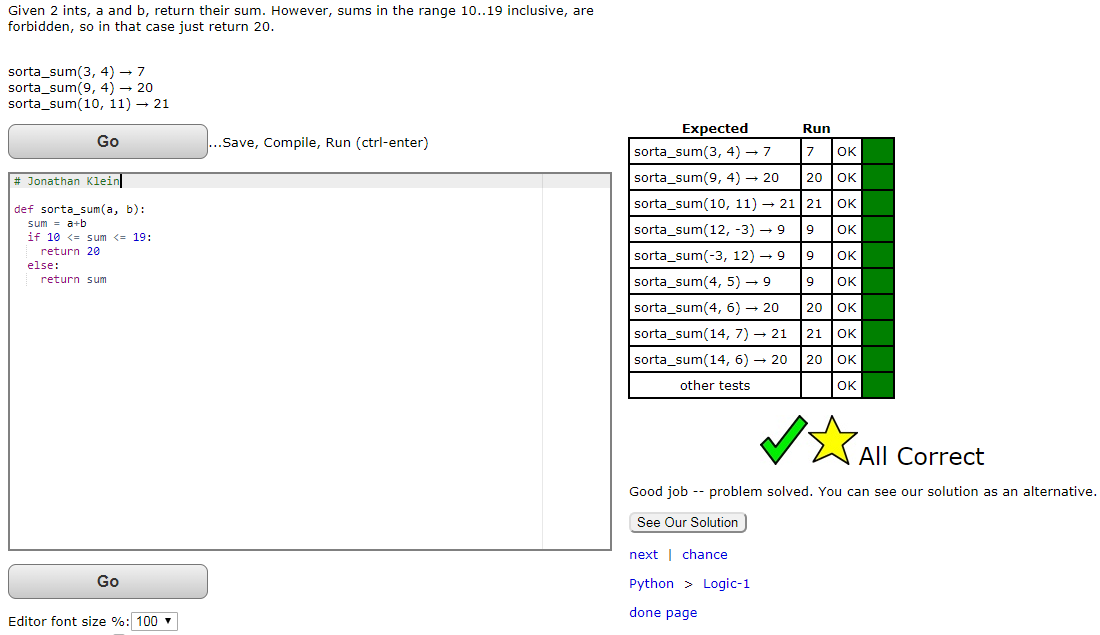 Given 2 ints, a and b, return their sum. However, sums in the range 10..19 inclusive, are
forbidden, so in that case just return 20.
sorta_sum(3, 4) → 7
sorta_sum(9, 4) → 20
sorta_sum(10, 11) → 21
Go
...Save, Compile, Run (ctrl-enter)
# Jonathan Klein
def sorta_sum(a, b):
  sum = a+b
  if 10 <= sum <= 19:
    return 20
  else:
    return sum
Go
Editor font size %: 100
Expected Run
sorta_sum(3, 4) → 7 7 OK
sorta_sum(9, 4) → 20 20 OK
sorta_sum(10, 11) → 21 21 OK
sorta_sum(12, -3) → 9 9 OK
sorta_sum(-3, 12) → 9 9 OK
sorta_sum(4, 5) → 9 9 OK
sorta_sum(4, 6) → 20 20 OK
sorta_sum(14, 7) → 21 21 OK
sorta_sum(14, 6) → 20 20 OK
other tests OK
All Correct
Good job -- problem solved. You can see our solution as an alternative.
See Our Solution
next | chance
Python > Logic-1
done page